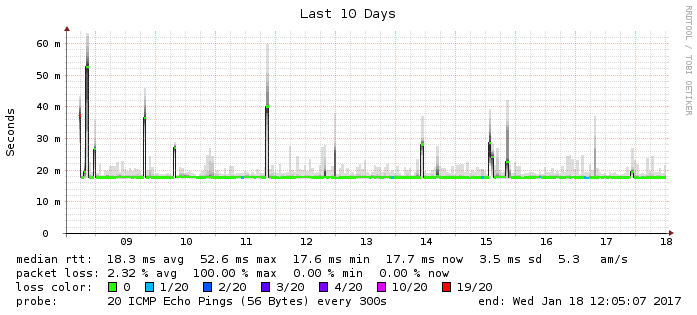 Last 10 Days
RRDTOOL / TOBI OETIKER
Seconds
60 m
50 m
40 m
30 m
20 m
10 m
0
09 10 11 12 13 14 15 16 17 18
median rtt: 18.3 ms avg 52.6 ms max 17.6 ms min 17.7 ms now 3.5 ms sd 5.3 am/s
packet loss: 2.32 % avg 100.00 % max 0.00 % min 0.00 % now
loss color: 0 1/20 2/20 3/20 4/20 10/20 19/20
probe: 20 ICMP Echo Pings (56 Bytes) every 300s end: Wed Jan 18 12:05:07 2017